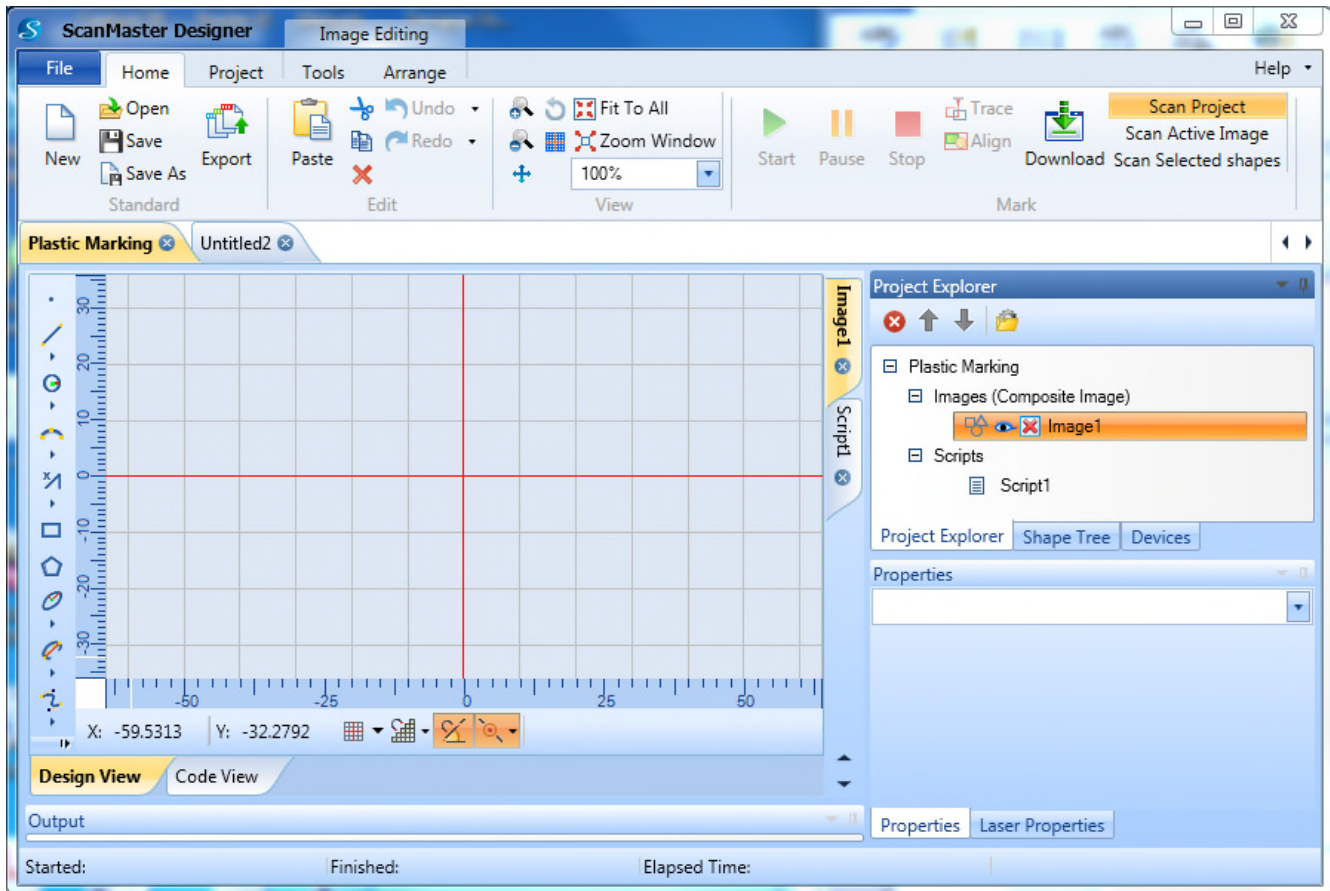 ScanMaster Designer
Image Editing
File
Home
Project
Tools
Arrange
Help
New
Open
Save
Save As
Export
Standard
Paste
Undo
Redo
Edit
Fit To All
Zoom Window
100%
View
Start
Pause
Stop
Trace
Align
Download
Scan Project
Scan Active Image
Scan Selected shapes
Mark
Plastic Marking
Untitled2
30
20
10
0
-10
-20
-30
-50
-25
0
25
50
X: -59.5313
Y: -32.2792
Image1
Script1
Design View
Code View
Output
Project Explorer
Plastic Marking
Images (Composite Image)
Image1
Scripts
Script1
Project Explorer
Shape Tree
Devices
Properties
Properties
Laser Properties
Started:
Finished:
Elapsed Time: